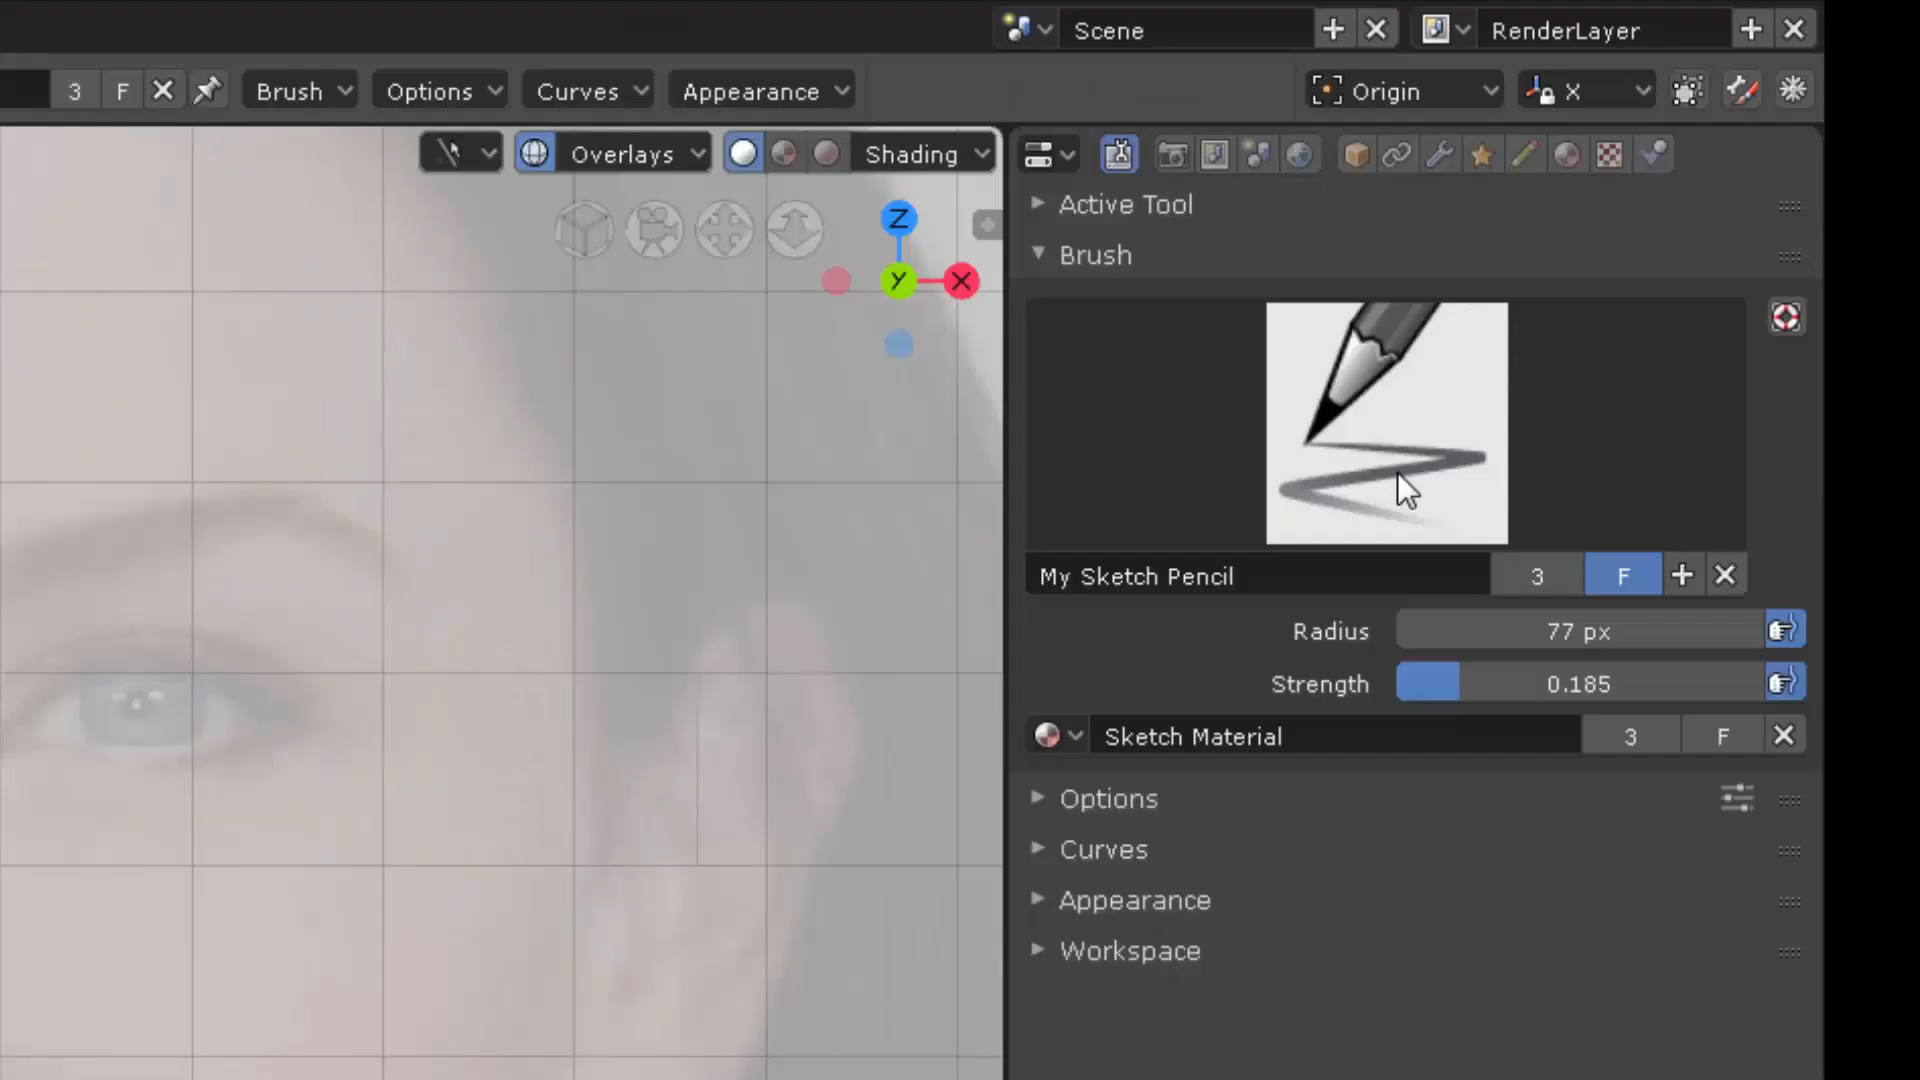 Scene
RenderLayer
3 F Brush Options Curves Appearance Origin X
Overlays Shading
Z
Y X
Active Tool
Brush
My Sketch Pencil 3 F
Radius 77 px
Strength 0.185
Sketch Material 3 F
Options
Curves
Appearance
Workspace